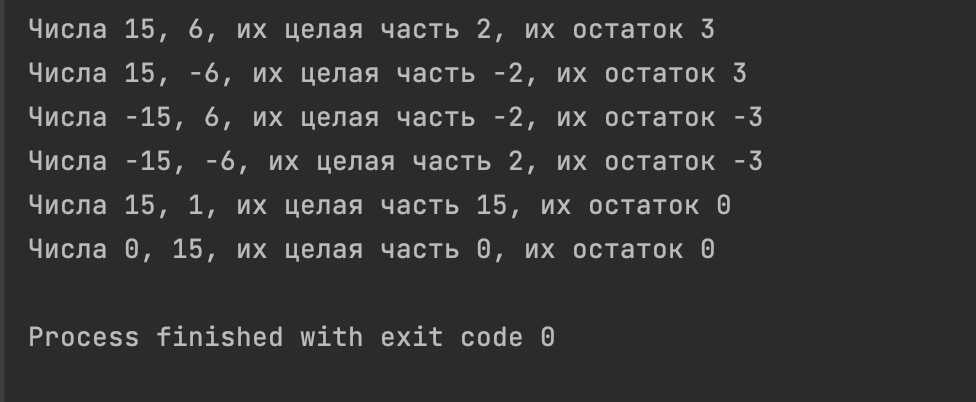 Числа 15, 6, их целая часть 2, их остаток 3
Числа 15, -6, их целая часть -2, их остаток 3
Числа -15, 6, их целая часть -2, их остаток -3
Числа -15, -6, их целая часть 2, их остаток -3
Числа 15, 1, их целая часть 15, их остаток 0
Числа 0, 15, их целая часть 0, их остаток 0
Process finished with exit code 0